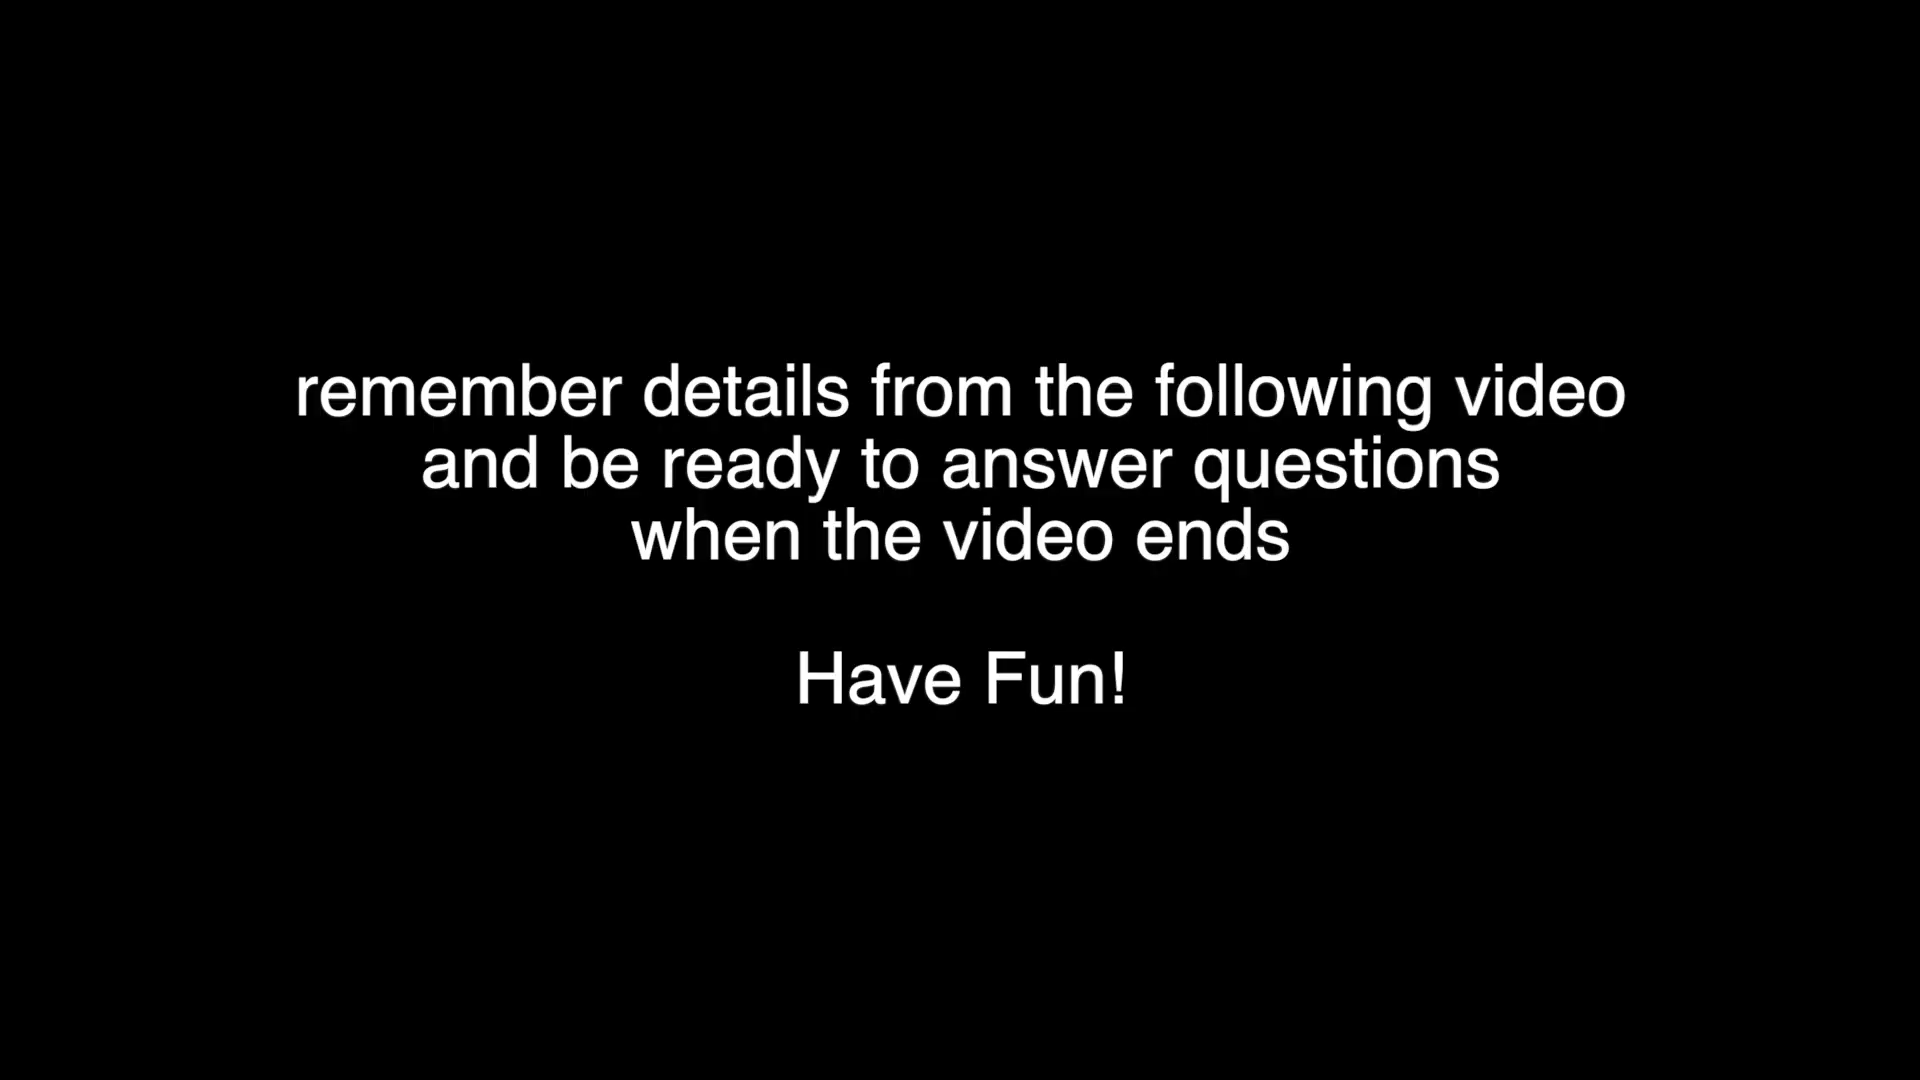 remember details from the following video
and be ready to answer questions
when the video ends
Have Fun!